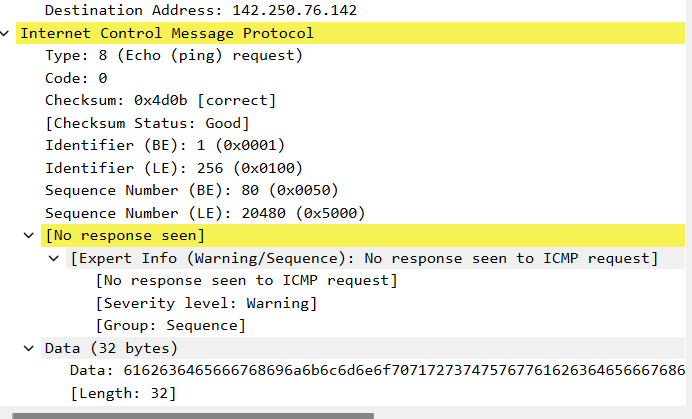 Destination Address: 142.250.76.142
Internet Control Message Protocol
Type: 8 (Echo (ping) request)
Code: 0
Checksum: 0x4d0b [correct]
[Checksum Status: Good]
Identifier (BE): 1 (0x0001)
Identifier (LE): 256 (0x0100)
Sequence Number (BE): 80 (0x0050)
Sequence Number (LE): 20480 (0x5000)
[No response seen]
[Expert Info (Warning/Sequence): No response seen to ICMP request]
[No response seen to ICMP request]
[Severity level: Warning]
[Group: Sequence]
Data (32 bytes)
Data: 6162636465666768696a6b6c6d6e6f7071727374757677616263646566676869
[Length: 32]